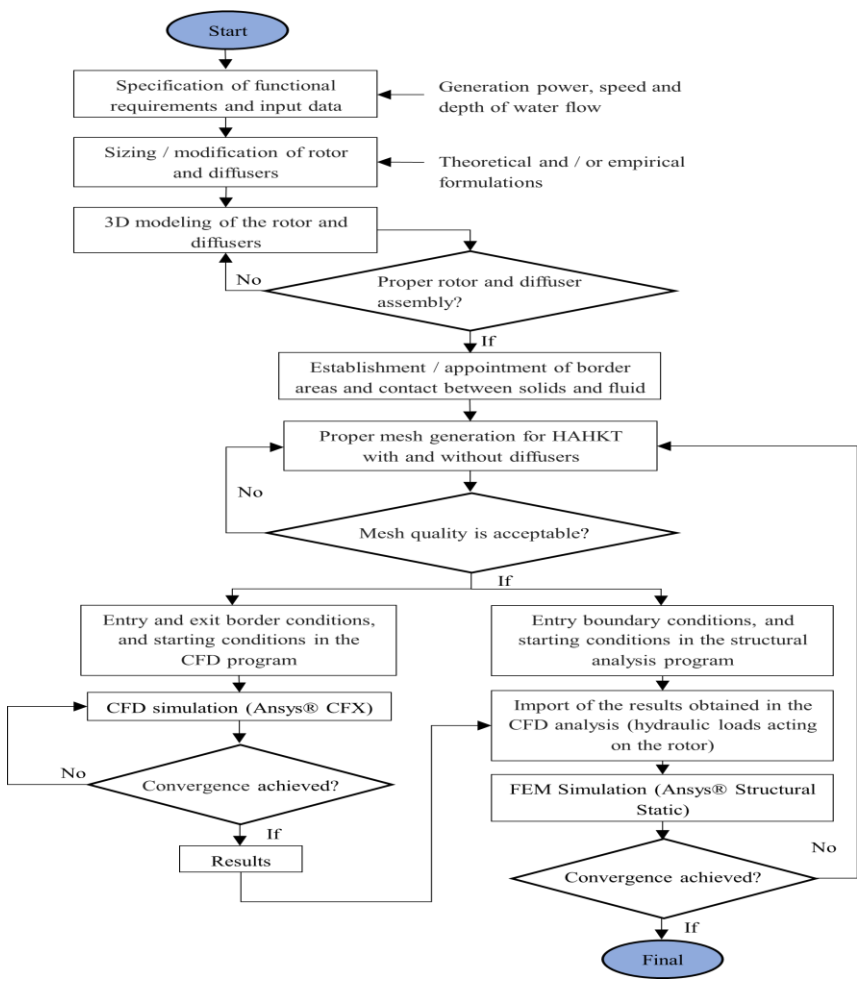 Start
Specification of functional
requirements and input data
Generation power, speed and
depth of water flow
Sizing / modification of rotor
and diffusers
Theoretical and / or empirical
formulations
3D modeling of the rotor and
diffusers
No
Proper rotor and diffuser
assembly?
If
Establishment / appointment of border
areas and contact between solids and fluid
Proper mesh generation for HAHKT
with and without diffusers
No
Mesh quality is acceptable?
If
Entry and exit border conditions,
and starting conditions in the
CFD program
CFD simulation (Ansys® CFX)
No
Convergence achieved?
If
Results
Entry boundary conditions, and
starting conditions in the structural
analysis program
Import of the results obtained in the
CFD analysis (hydraulic loads acting
on the rotor)
FEM Simulation (Ansys® Structural
Static)
No
Convergence achieved?
If
Final